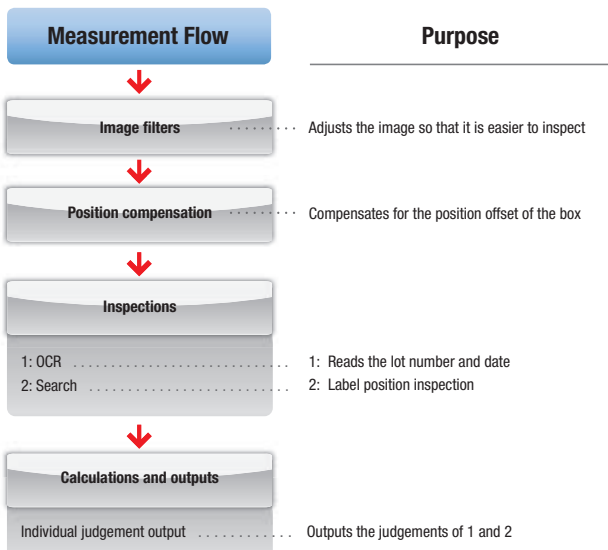 Measurement Flow Purpose
Image filters ········· Adjusts the image so that it is easier to inspect
Position compensation ········· Compensates for the position offset of the box
Inspections
1: OCR ............................ 1: Reads the lot number and date
2: Search .......................... 2: Label position inspection
Calculations and outputs
Individual judgement output ............ Outputs the judgements of 1 and 2